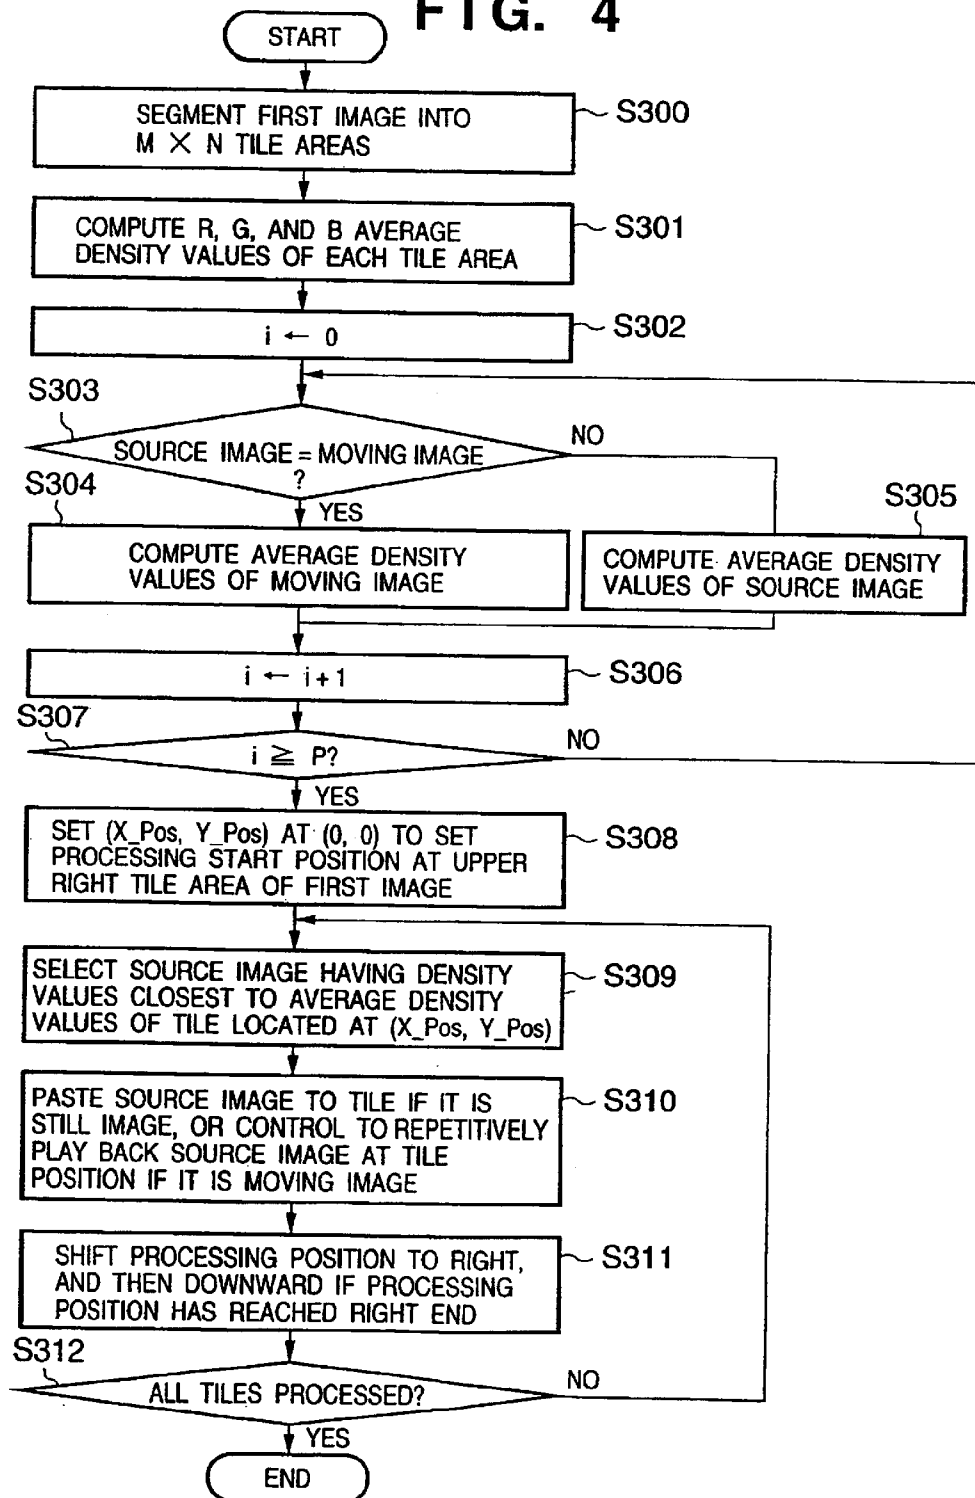 FIG. 4
START
SEGMENT FIRST IMAGE INTO
M × N TILE AREAS
S300
COMPUTE R, G, AND B AVERAGE
DENSITY VALUES OF EACH TILE AREA
S301
i ← 0
S302
S303
SOURCE IMAGE = MOVING IMAGE
?
NO
YES
S304
COMPUTE AVERAGE DENSITY
VALUES OF MOVING IMAGE
S305
COMPUTE AVERAGE DENSITY
VALUES OF SOURCE IMAGE
i ← i+1
S306
S307
i ≧ P?
NO
YES
SET (X_Pos, Y_Pos) AT (0, 0) TO SET
PROCESSING START POSITION AT UPPER
RIGHT TILE AREA OF FIRST IMAGE
S308
SELECT SOURCE IMAGE HAVING DENSITY
VALUES CLOSEST TO AVERAGE DENSITY
VALUES OF TILE LOCATED AT (X_Pos, Y_Pos)
S309
PASTE SOURCE IMAGE TO TILE IF IT IS
STILL IMAGE, OR CONTROL TO REPETITIVELY
PLAY BACK SOURCE IMAGE AT TILE
POSITION IF IT IS MOVING IMAGE
S310
SHIFT PROCESSING POSITION TO RIGHT,
AND THEN DOWNWARD IF PROCESSING
POSITION HAS REACHED RIGHT END
S311
S312
ALL TILES PROCESSED?
NO
YES
END